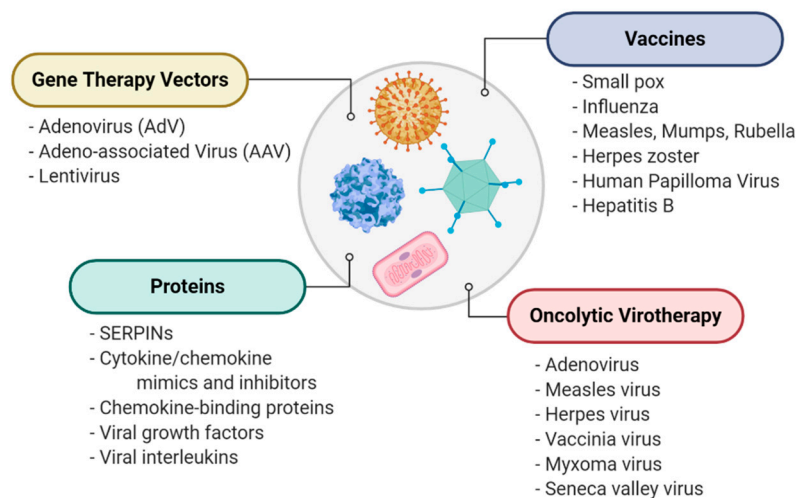 Gene Therapy Vectors
- Adenovirus (AdV)
- Adeno-associated Virus (AAV)
- Lentivirus
Vaccines
- Small pox
- Influenza
- Measles, Mumps, Rubella
- Herpes zoster
- Human Papilloma Virus
- Hepatitis B
Proteins
- SERPINs
- Cytokine/chemokine
mimics and inhibitors
- Chemokine-binding proteins
- Viral growth factors
- Viral interleukins
Oncolytic Virotherapy
- Adenovirus
- Measles virus
- Herpes virus
- Vaccinia virus
- Myxoma virus
- Seneca valley virus